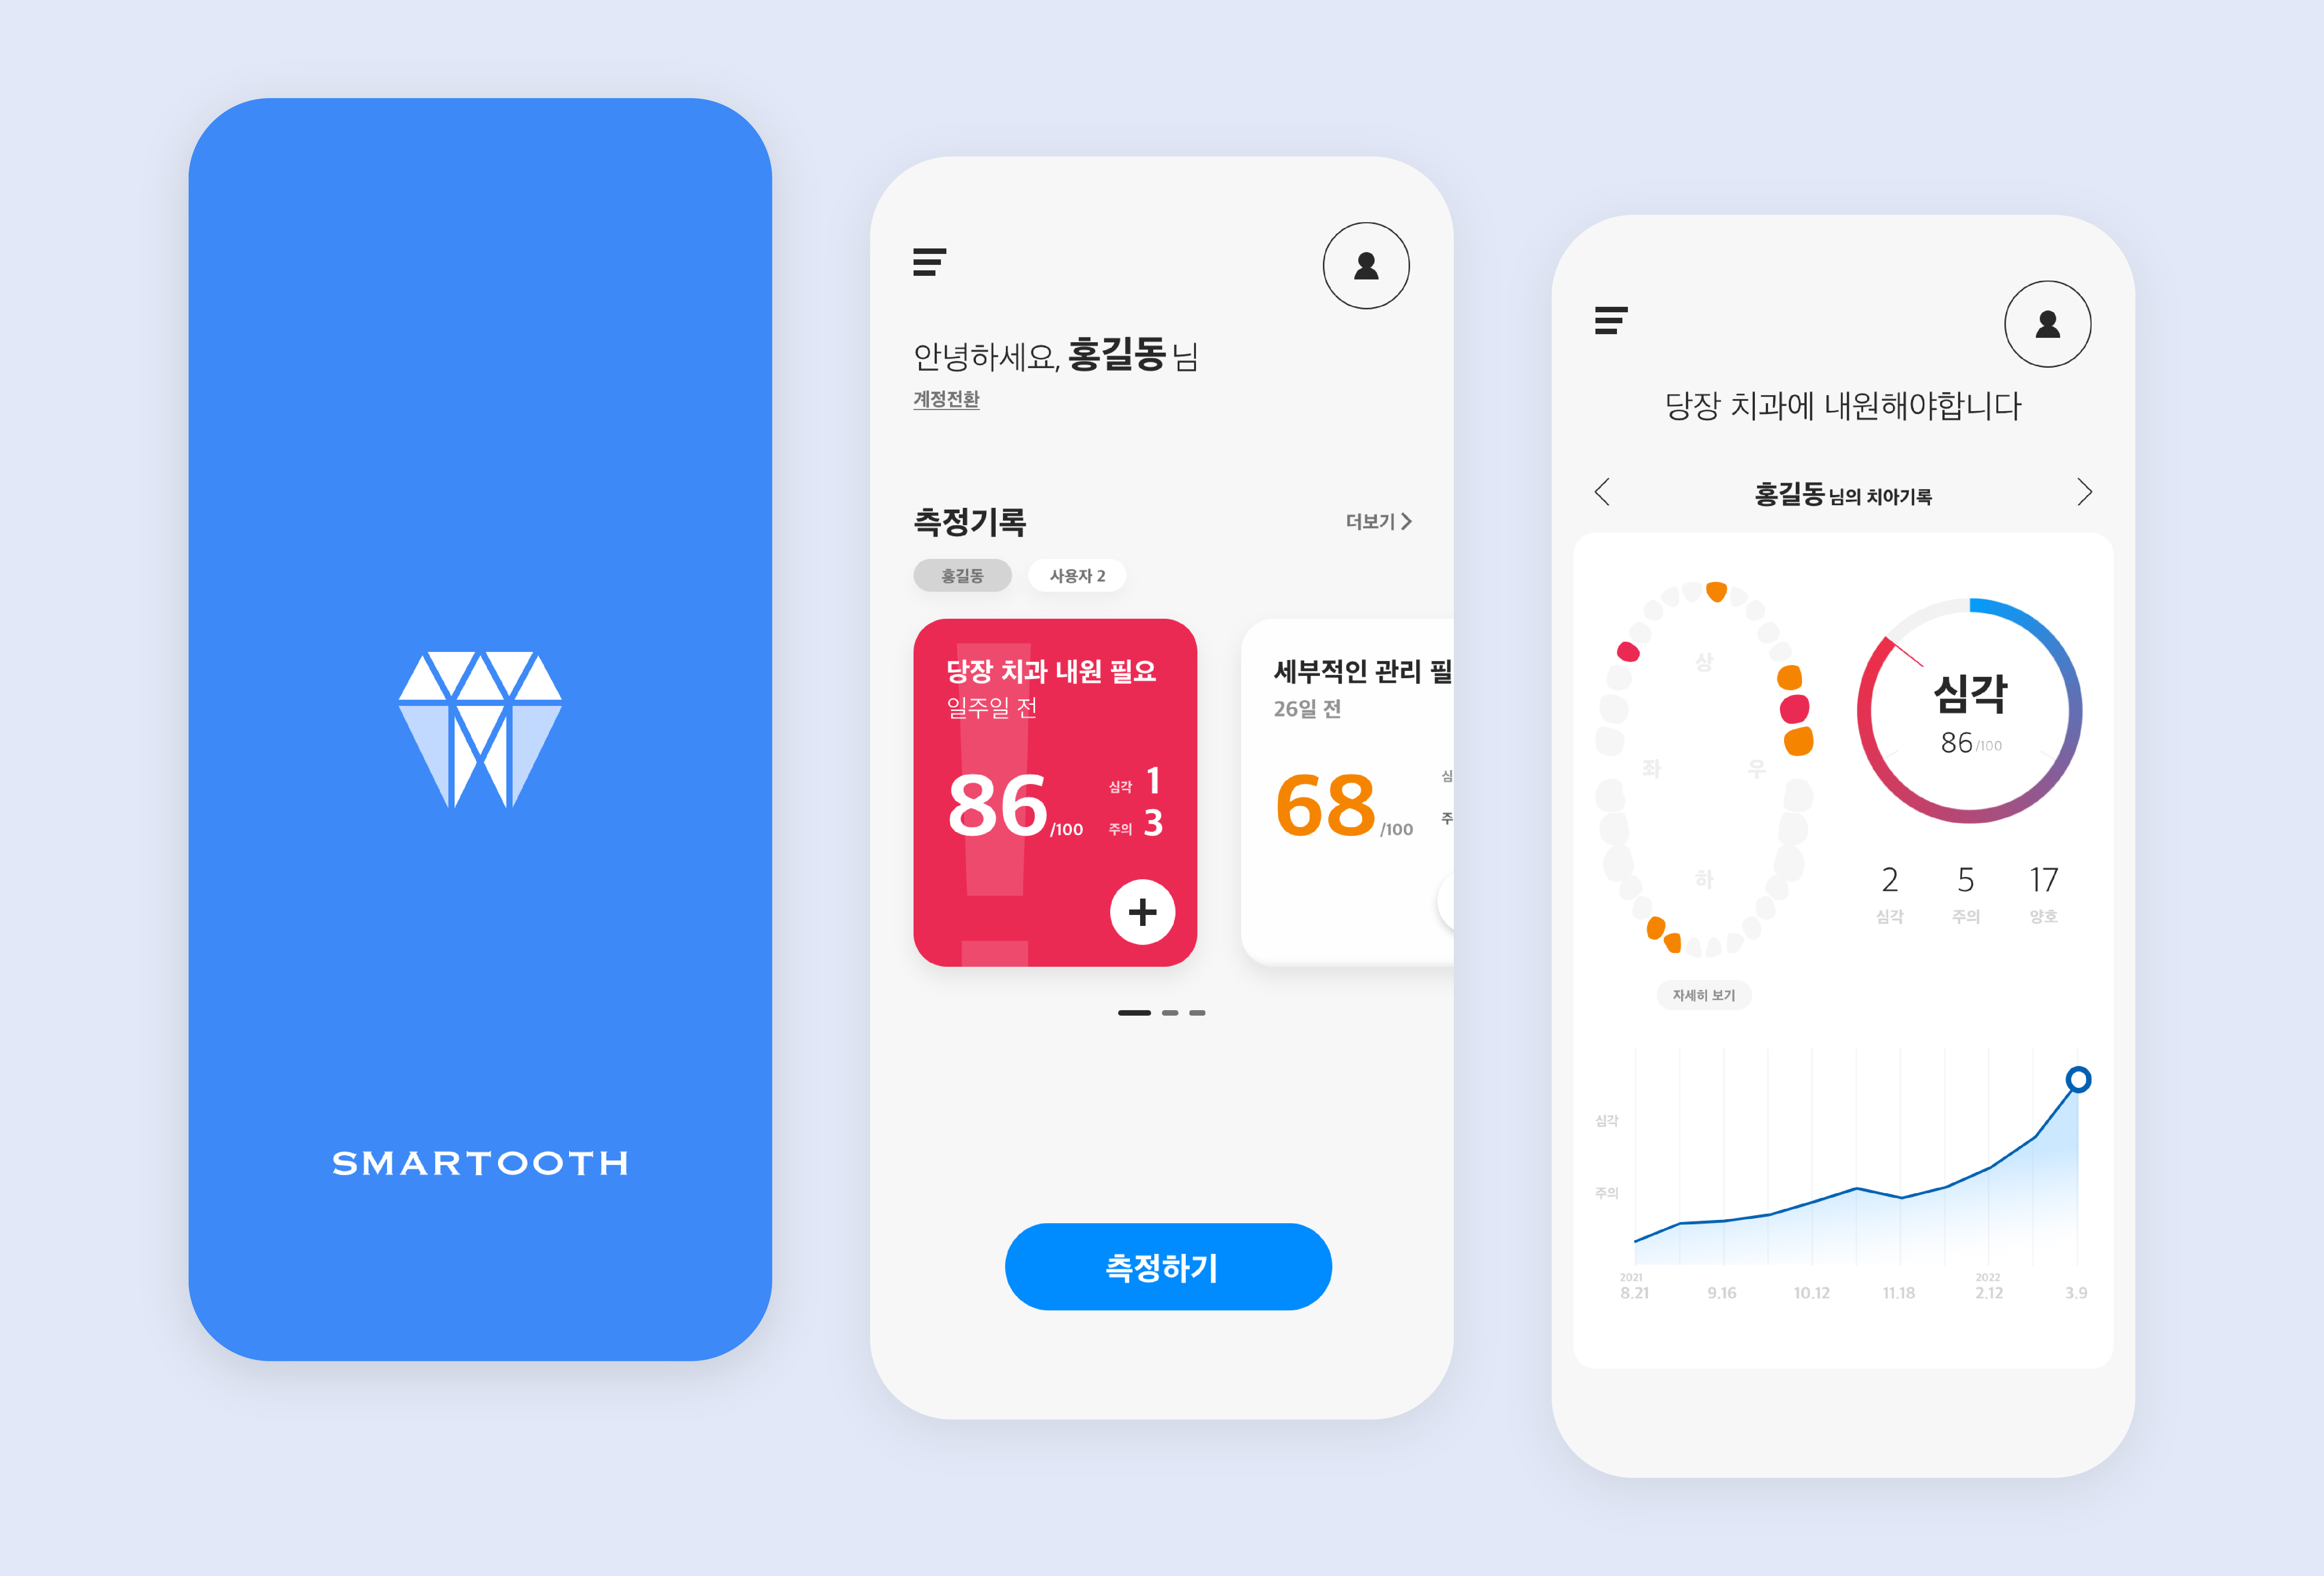 SMARTOOTH
안녕하세요, 홍길동 님
계정전환
측정기록
더보기
홍길동
사용자 2
당장 치과 내원 필요
일주일 전
86/100
심각 1
주의 3
세부적인 관리 필
26일 전
68/100
심
주
측정하기
당장 치과에 내원해야합니다
홍길동님의 치아기록
상
좌
우
하
심각
86/100
2
5
17
심각
주의
양호
자세히 보기
심각
주의
2021
2022
8.21
9.16
10.12
11.18
2.12
3.9